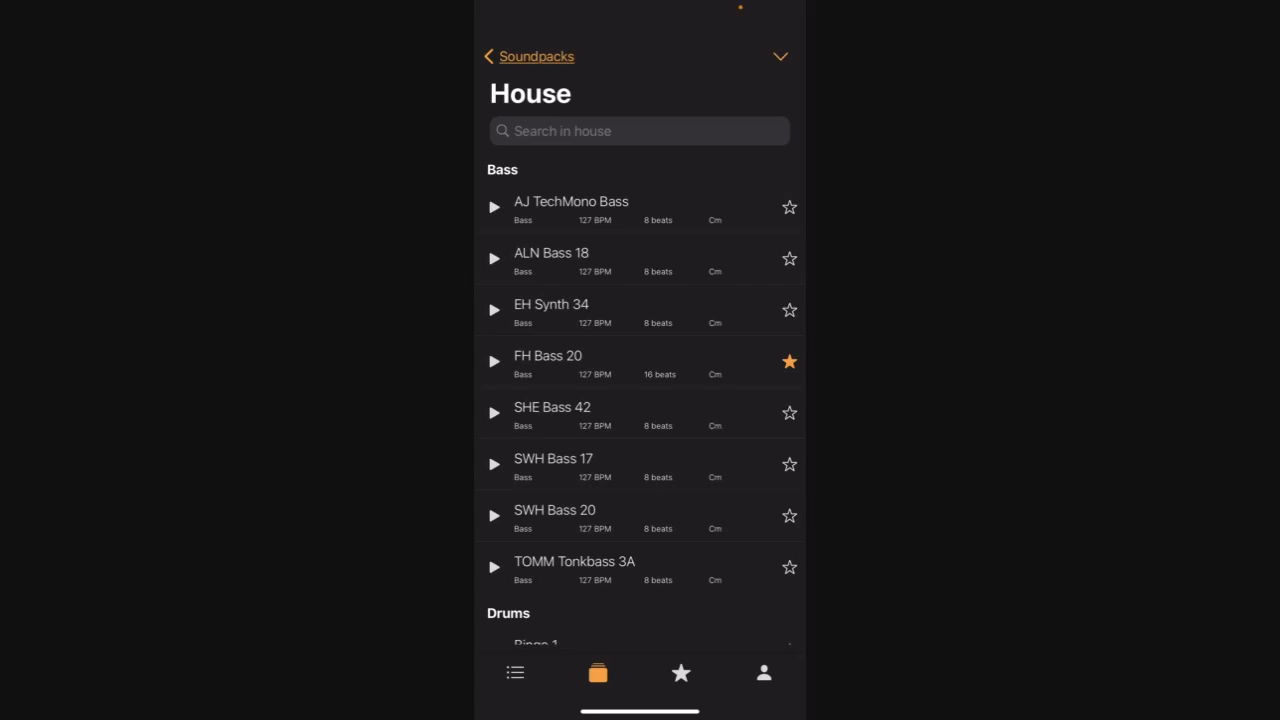 Soundpacks
House
Search in house
Bass
AJ TechMono Bass
Bass 127 BPM 8 beats Cm
ALN Bass 18
Bass 127 BPM 8 beats Cm
EH Synth 34
Bass 127 BPM 8 beats Cm
FH Bass 20
Bass 127 BPM 16 beats Cm
SHE Bass 42
Bass 127 BPM 8 beats Cm
SWH Bass 17
Bass 127 BPM 8 beats Cm
SWH Bass 20
Bass 127 BPM 8 beats Cm
TOMM Tonkbass 3A
Bass 127 BPM 8 beats Cm
Drums